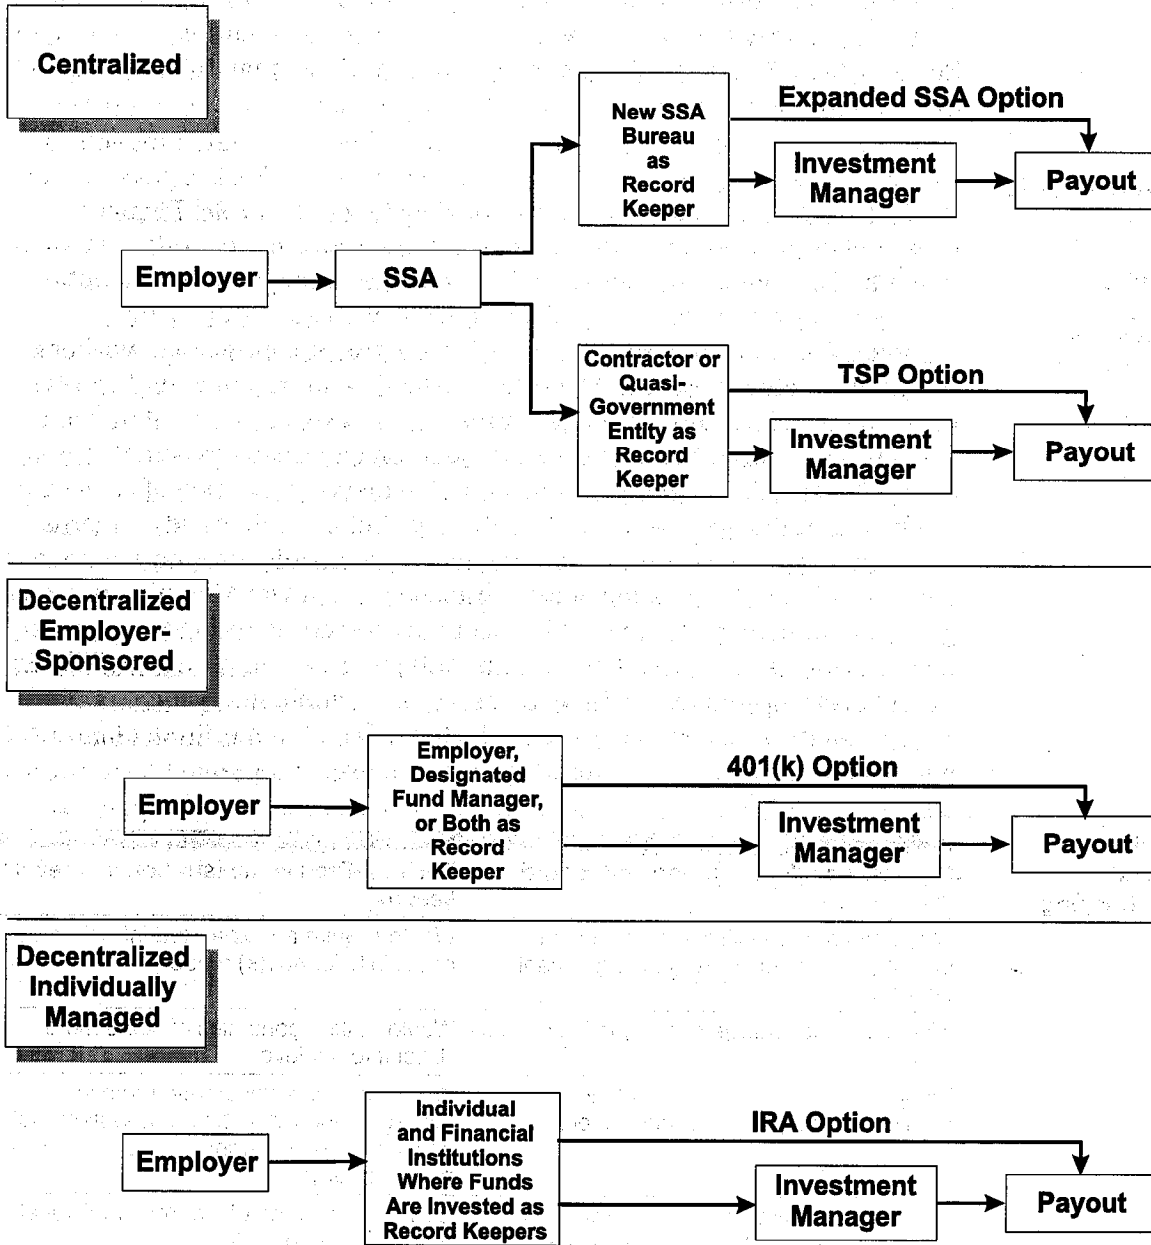 Centralized
New SSA
Bureau
as
Record
Keeper
Expanded SSA Option
Investment
Manager
Payout
Employer
SSA
Contractor or
Quasi-
Government
Entity as
Record
Keeper
TSP Option
Investment
Manager
Payout
Decentralized
Employer-
Sponsored
Employer
Employer,
Designated
Fund Manager,
or Both as
Record
Keeper
401(k) Option
Investment
Manager
Payout
Decentralized
Individually
Managed
Employer
Individual
and Financial
Institutions
Where Funds
Are Invested as
Record Keepers
IRA Option
Investment
Manager
Payout